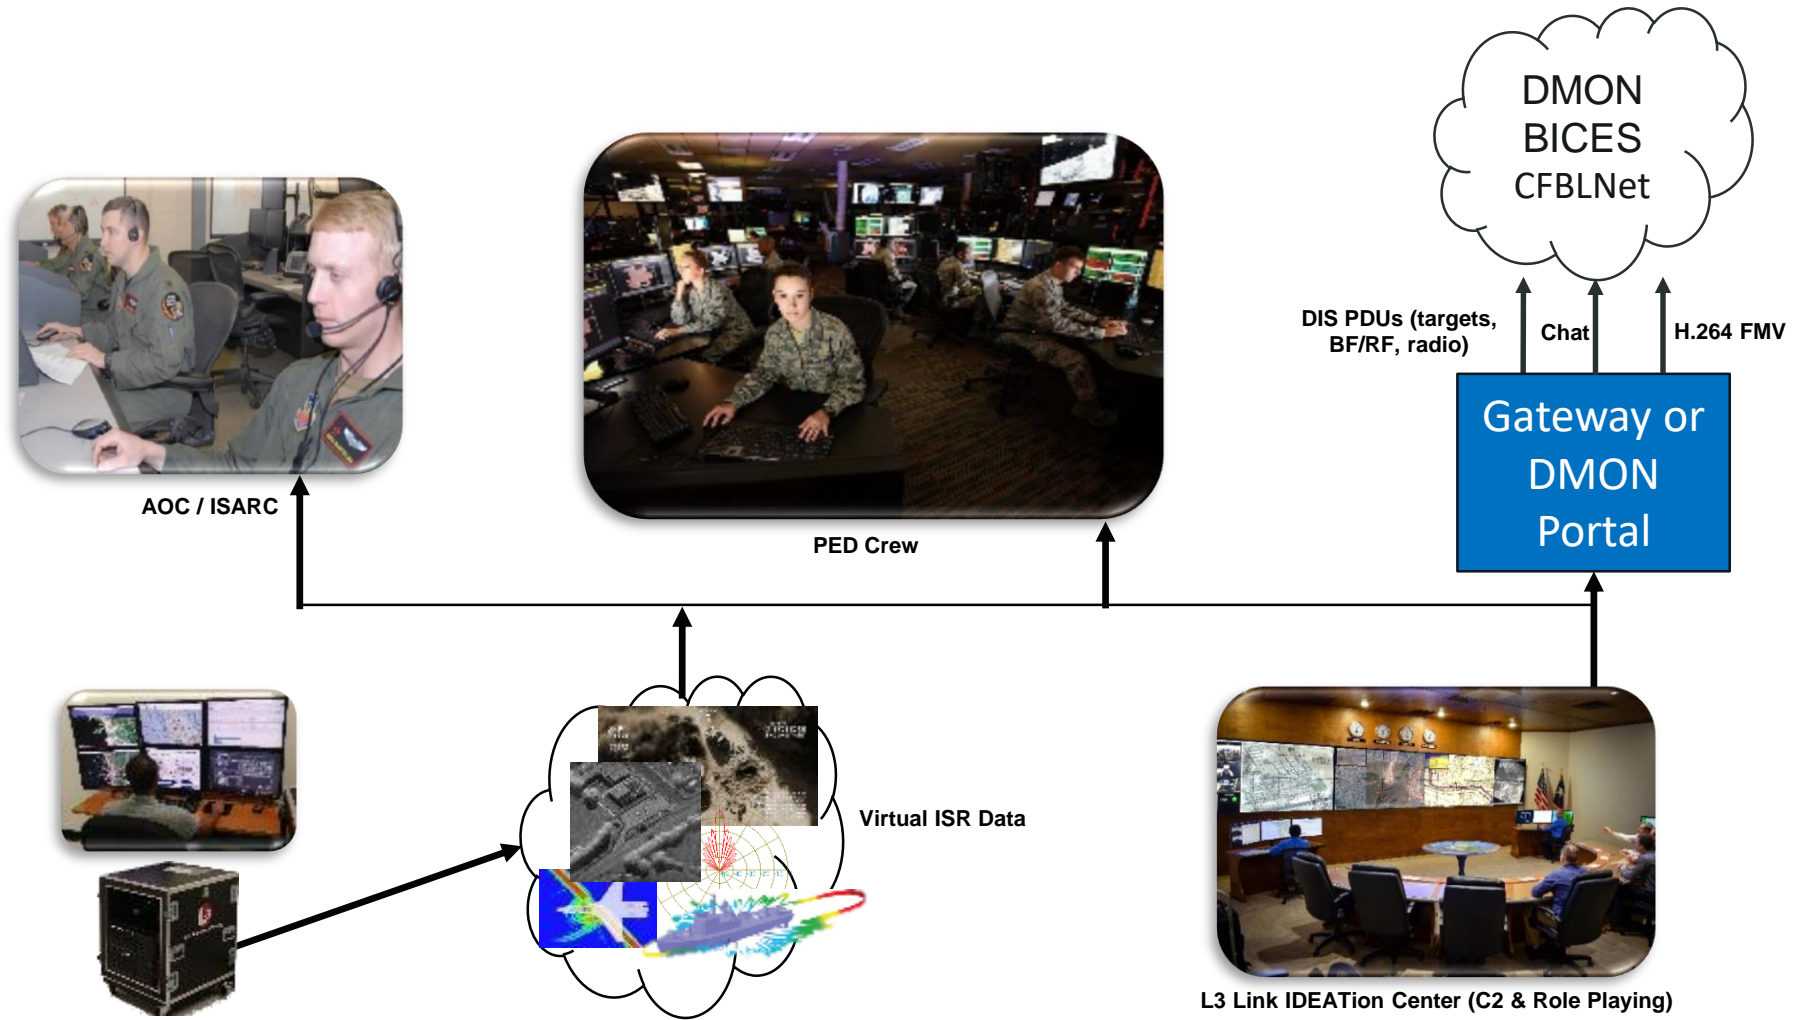 DMON
BICES
CFBLNet
DIS PDUs (targets,
BF/RF, radio)
Chat
H.264 FMV
Gateway or
DMON
Portal
AOC / ISARC
PED Crew
Virtual ISR Data
L3 Link IDEATion Center (C2 & Role Playing)